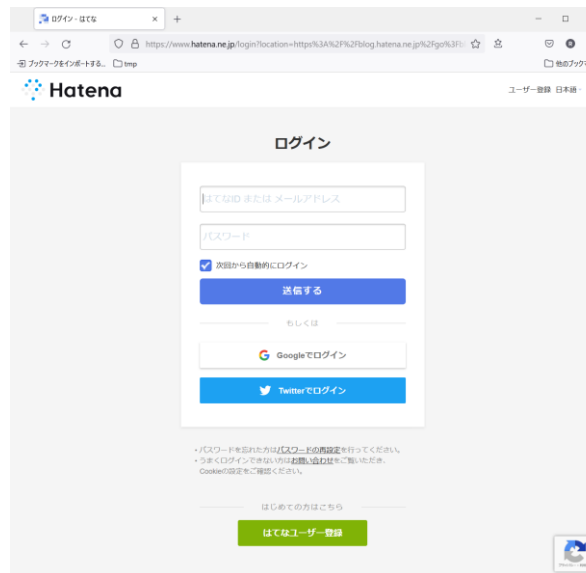 ログイン - はてな
https://www.hatena.ne.jp/login?location=https%3A%2F%2Fblog.hatena.ne.jp%2Fgo%3F
ブックマークをインポートする...
tmp
他のブックマ
Hatena
ユーザー登録 日本語
ログイン
はてなID または メールアドレス
パスワード
次回から自動的にログイン
送信する
もしくは
Googleでログイン
Twitterでログイン
・パスワードを忘れた方はパスワードの再設定を行ってください。
・うまくログインできない方はお問い合わせをご覧いただき、
Cookieの設定をご確認ください。
はじめての方はこちら
はてなユーザー登録